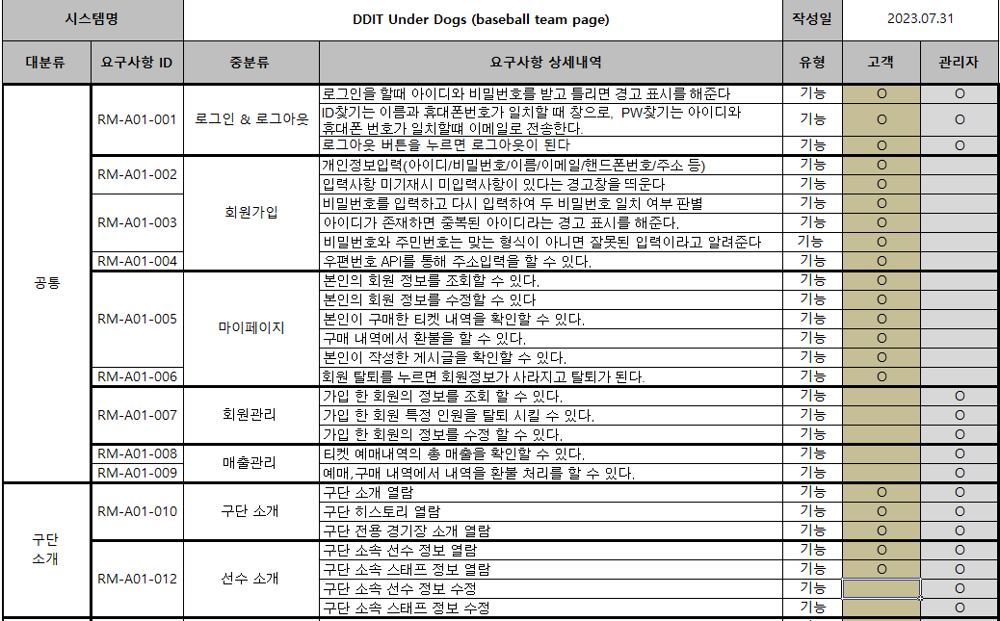 시스템명 DDIT Under Dogs (baseball team page) 작성일 2023.07.31
대분류 요구사항 ID 중분류 요구사항 상세내역 유형 고객 관리자
공통 RM-A01-001 로그인 & 로그아웃 로그인을 할때 아이디와 비밀번호를 받고 틀리면 경고 표시를 해준다 기능 O O
ID찾기는 이름과 휴대폰번호가 일치할 때 창으로, PW찾기는 아이디와
휴대폰 번호가 일치할떄 이메일로 전송한다. 기능 O O
로그아웃 버튼을 누르면 로그아웃이 된다 기능 O O
RM-A01-002 회원가입 개인정보입력(아이디/비밀번호/이름/이메일/핸드폰번호/주소 등) 기능 O
입력사항 미기재시 미입력사항이 있다는 경고창을 띄운다 기능 O
RM-A01-003 비밀번호를 입력하고 다시 입력하여 두 비밀번호 일치 여부 판별 기능 O
아이디가 존재하면 중복된 아이디라는 경고 표시를 해준다. 기능 O
비밀번호와 주민번호는 맞는 형식이 아니면 잘못된 입력이라고 알려준다 기능 O
RM-A01-004 우편번호 API를 통해 주소입력을 할 수 있다. 기능 O
RM-A01-005 마이페이지 본인의 회원 정보를 조회할 수 있다. 기능 O
본인의 회원 정보를 수정할 수 있다 기능 O
본인이 구매한 티켓 내역을 확인할 수 있다. 기능 O
구매 내역에서 환불을 할 수 있다. 기능 O
본인이 작성한 게시글을 확인할 수 있다. 기능 O
RM-A01-006 회원 탈퇴를 누르면 회원정보가 사라지고 탈퇴가 된다. 기능 O
RM-A01-007 회원관리 가입 한 회원의 정보를 조회 할 수 있다. 기능 O
가입 한 회원 특정 인원을 탈퇴 시킬 수 있다. 기능 O
가입 한 회원의 정보를 수정 할 수 있다. 기능 O
RM-A01-008 매출관리 티켓 예매내역의 총 매출을 확인할 수 있다. 기능 O
RM-A01-009 예매,구매 내역에서 내역을 환불 처리를 할 수 있다. 기능 O
구단
소개 RM-A01-010 구단 소개 구단 소개 열람 기능 O O
구단 히스토리 열람 기능 O O
구단 전용 경기장 소개 열람 기능 O O
RM-A01-012 선수 소개 구단 소속 선수 정보 열람 기능 O O
구단 소속 스태프 정보 열람 기능 O O
구단 소속 선수 정보 수정 기능 O
구단 소속 스태프 정보 수정 기능 O